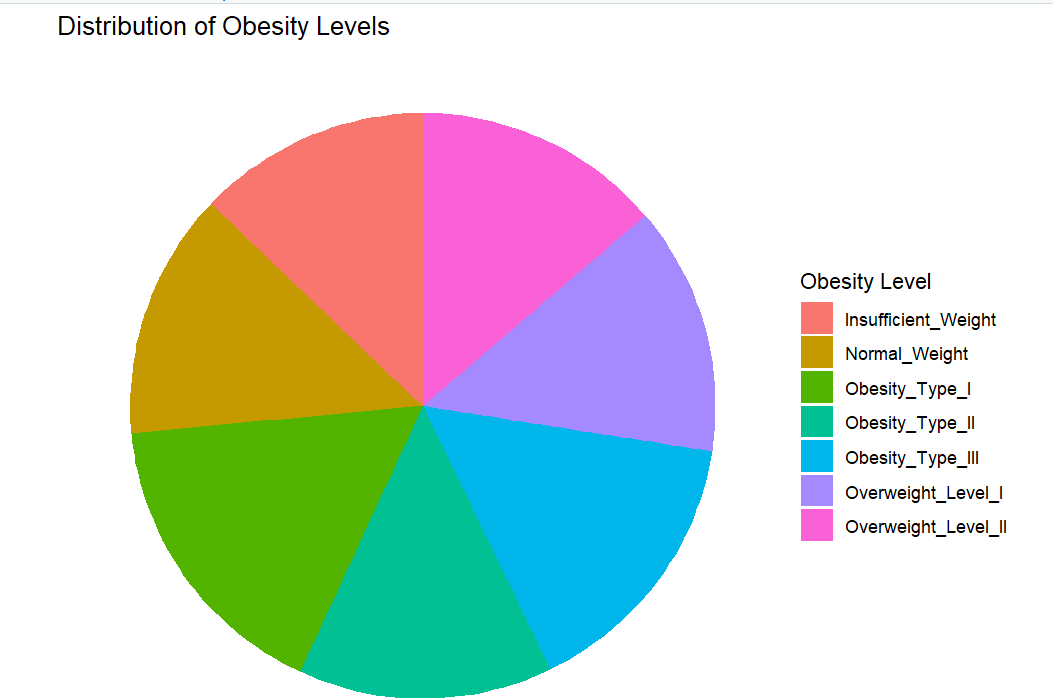 Distribution of Obesity Levels
Obesity Level
Insufficient_Weight
Normal_Weight
Obesity_Type_I
Obesity_Type_II
Obesity_Type_III
Overweight_Level_I
Overweight_Level_II